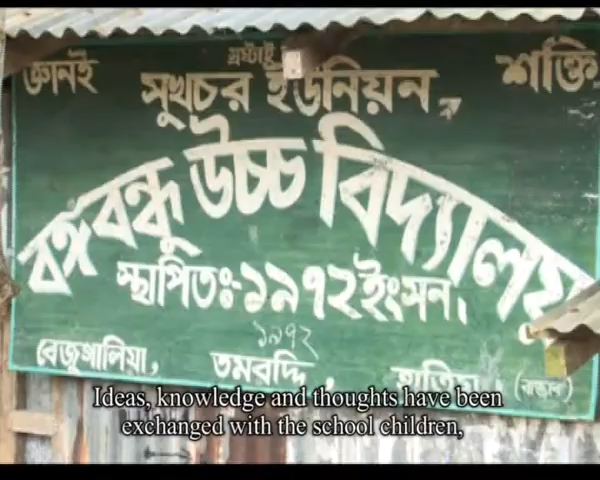 জ্ঞানই শক্তি
সুখচর ইউনিয়ন
বঙ্গবন্ধু উচ্চ বিদ্যালয়
স্থাপিতঃ-১৯৭২ইংসন।
১৯৭২
বেজুগালিয়া, তমরদ্দি,
Ideas, knowledge and thoughts have been
exchanged with the school children,